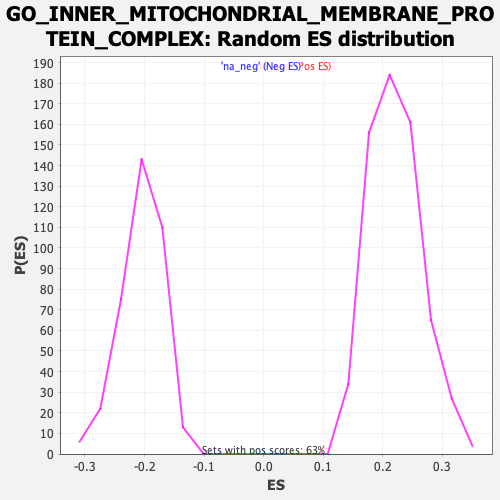 GO_INNER_MITOCHONDRIAL_MEMBRANE_PRO
TEIN_COMPLEX: Random ES distribution
'na_neg' (Neg ES)
Pos ES)
190
180
170
160
150
140
130
120
110
100
90
80
70
60
50
40
30
20
10
0
P(ES)
Sets with pos scores: 63%
-0.3 -0.2 -0.1 0.0 0.1 0.2 0.3
ES